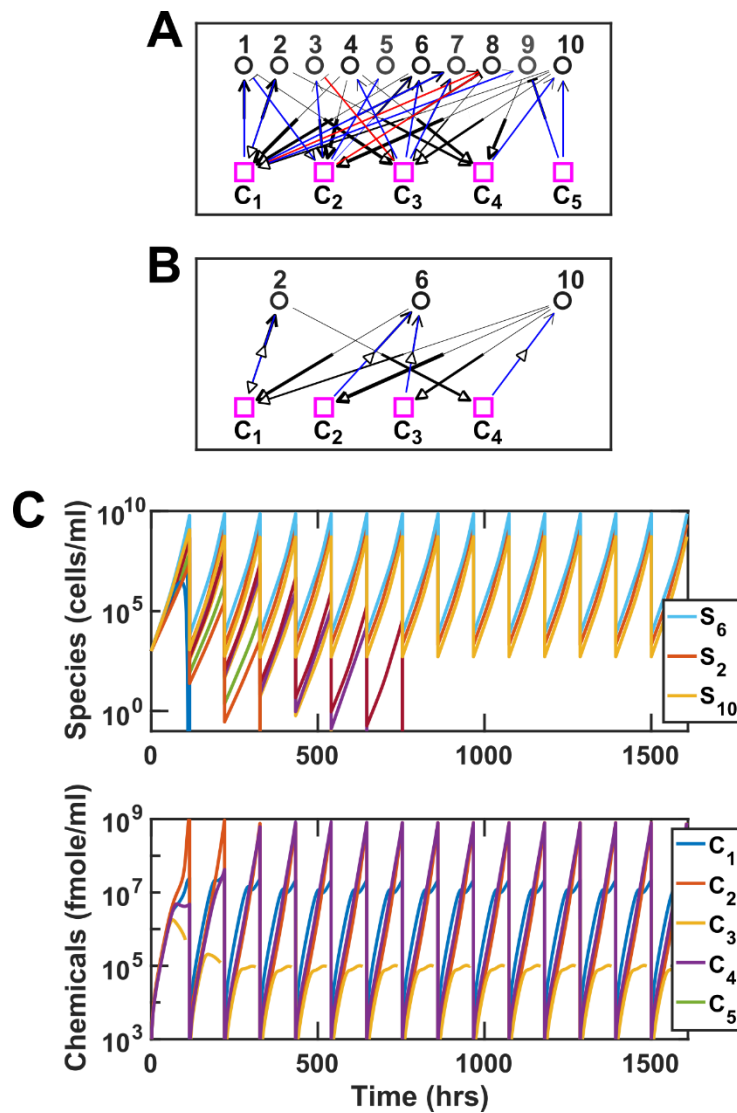 A
1 2 3 4 5 6 7 8 9 10
C1 C2 C3 C4 C5
B
2 6 10
C1 C2 C3 C4
C
Species (cells/ml)
10^10
10^5
10^0
0 500 1000 1500
S6
S2
S10
Chemicals (fmole/ml)
10^9
10^7
10^5
10^3
0 500 1000 1500
Time (hrs)
C1
C2
C3
C4
C5